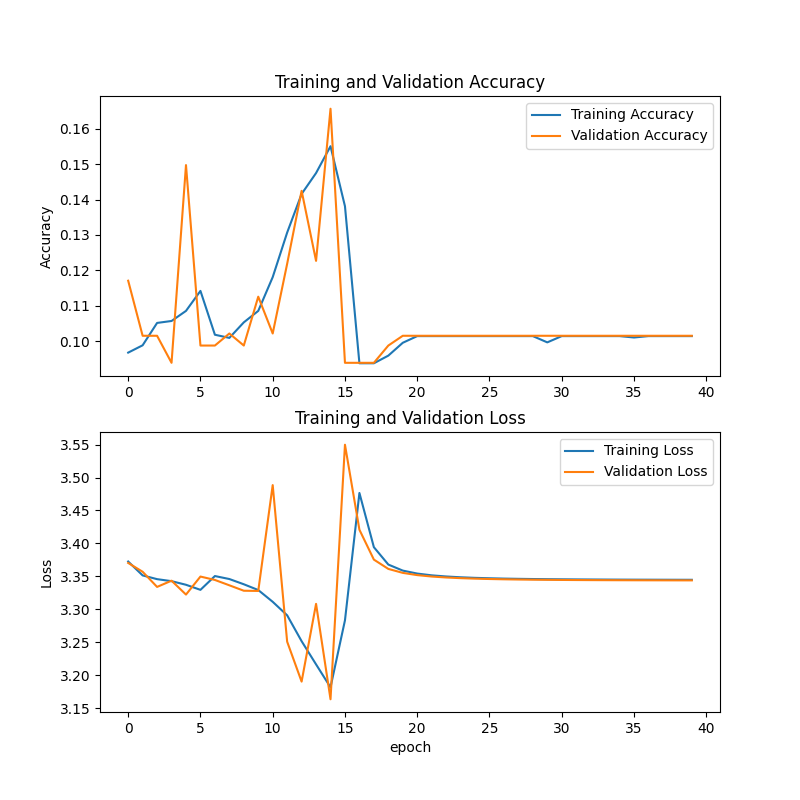 Training and Validation Accuracy
Accuracy
0.16
0.15
0.14
0.13
0.12
0.11
0.10
Training Accuracy
Validation Accuracy
0 5 10 15 20 25 30 35 40
Training and Validation Loss
Loss
3.55
3.50
3.45
3.40
3.35
3.30
3.25
3.20
3.15
Training Loss
Validation Loss
0 5 10 15 20 25 30 35 40
epoch